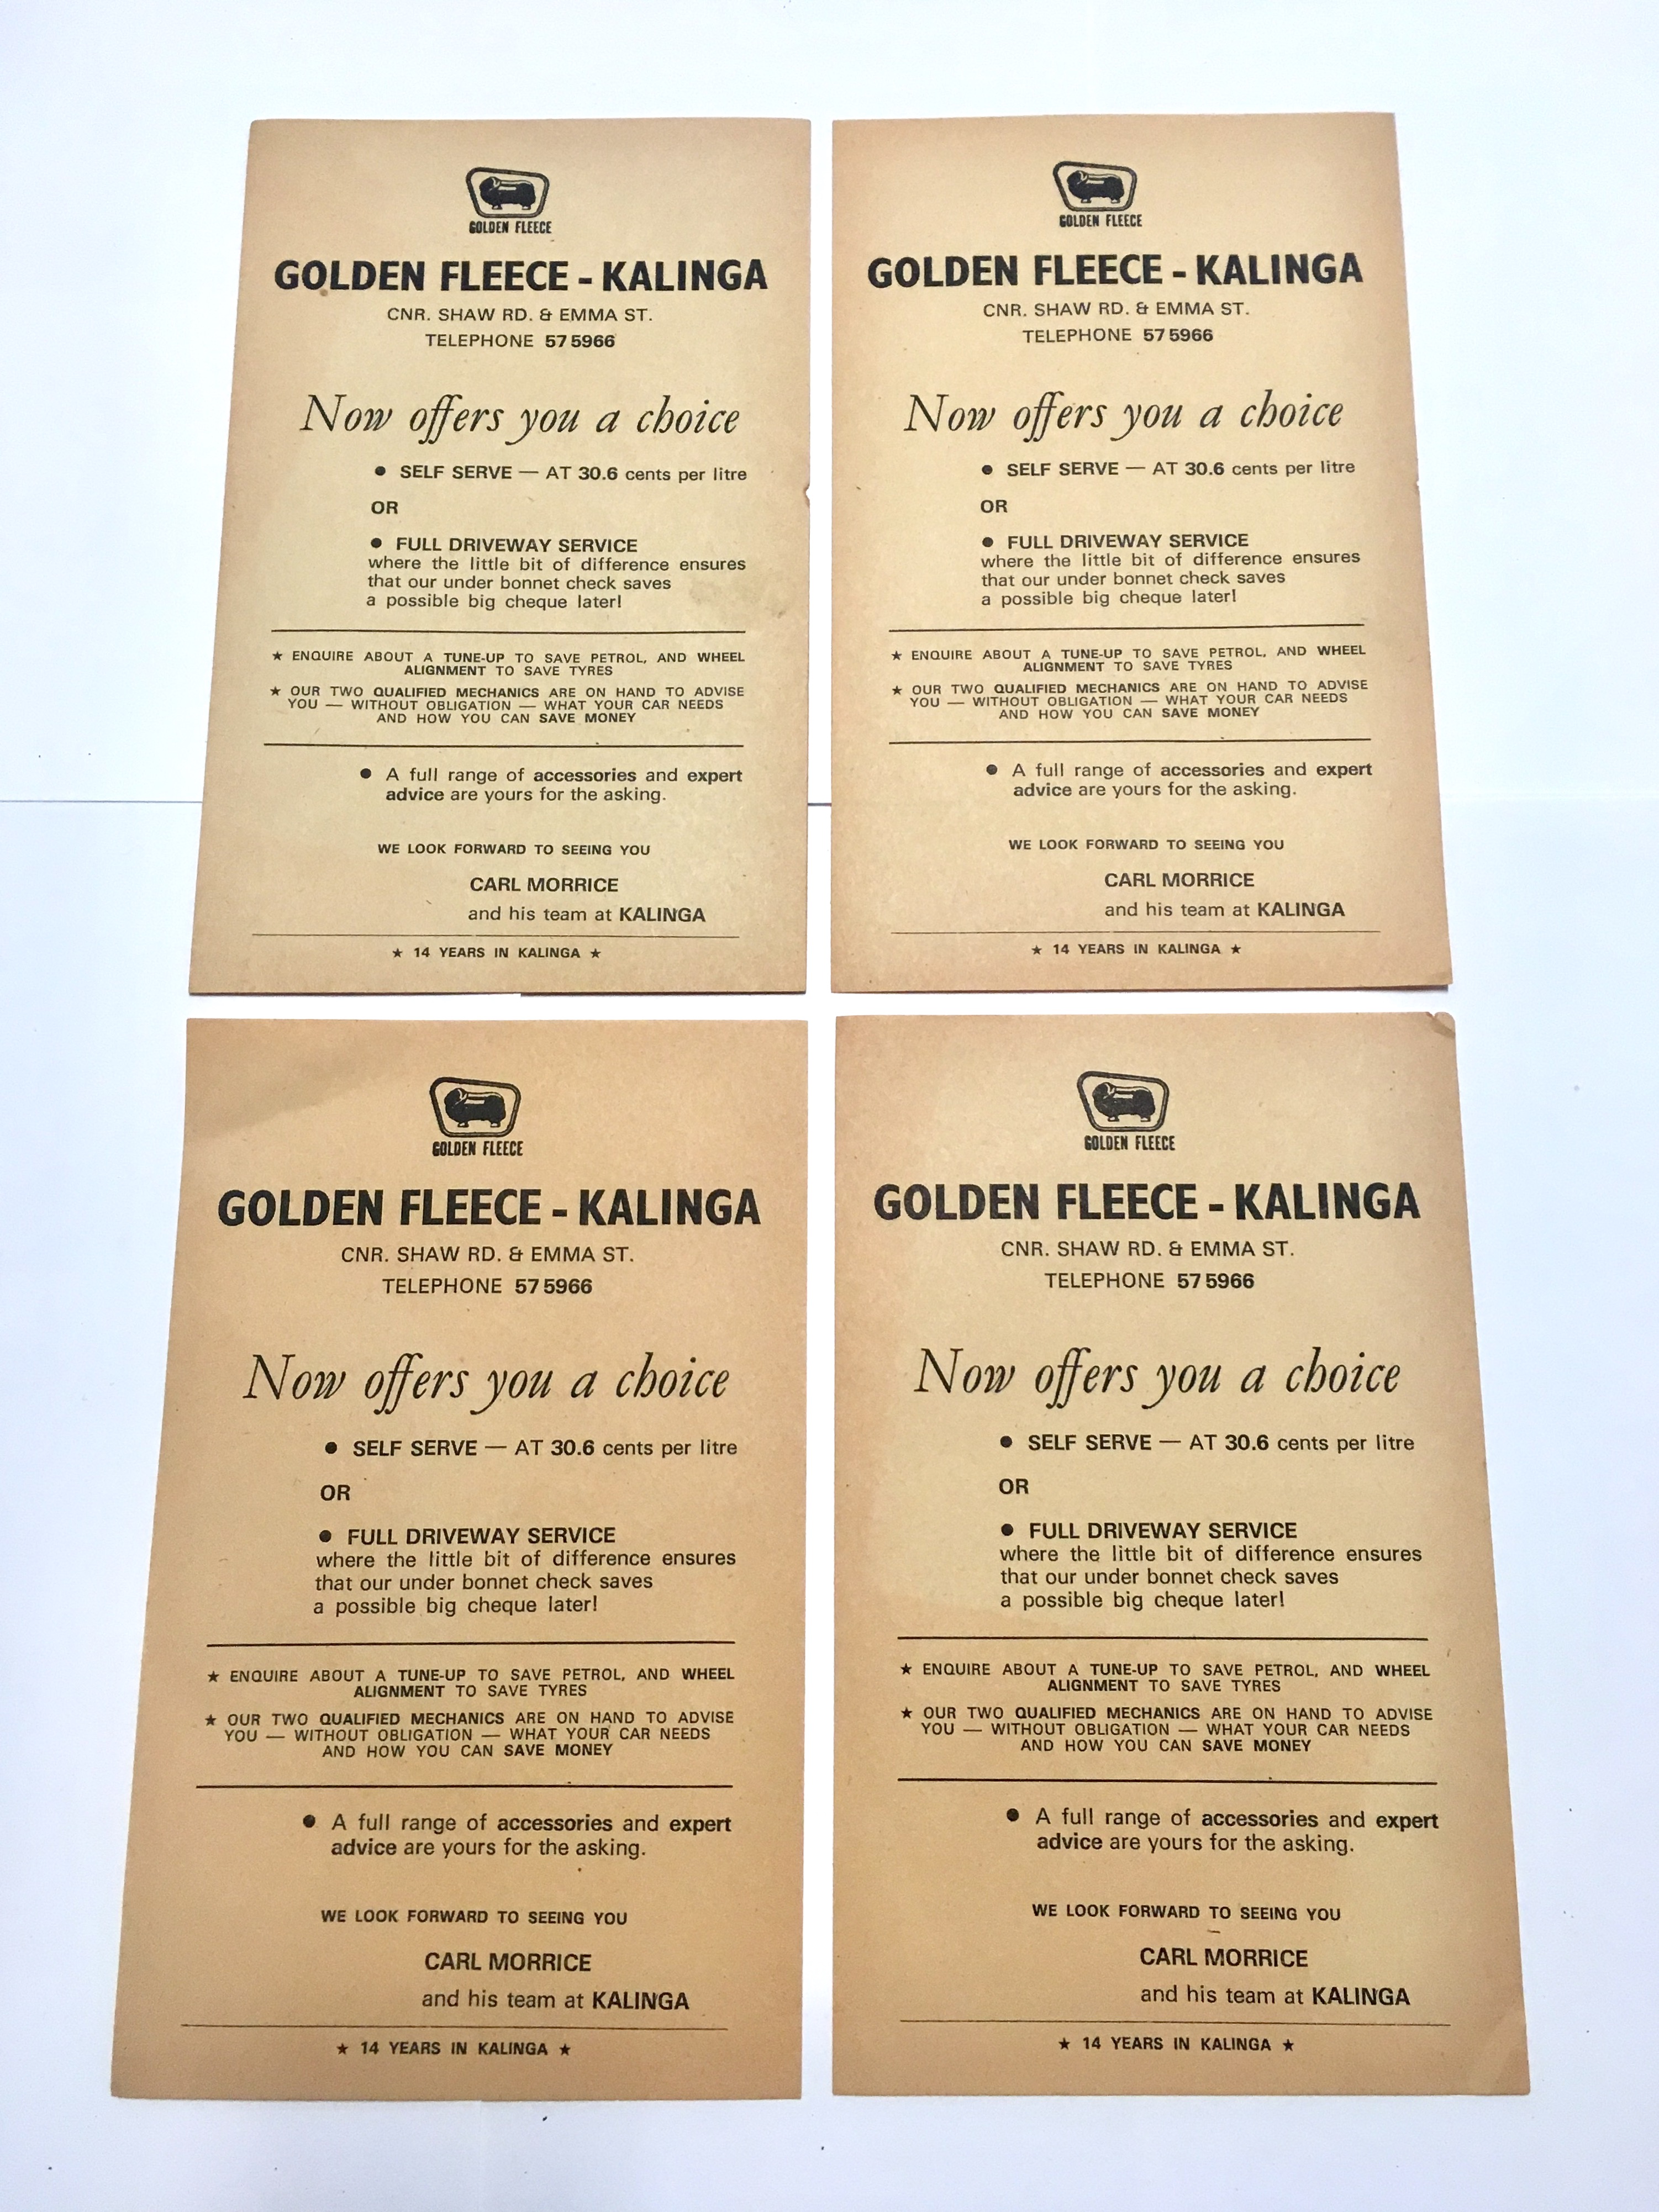 GOLDEN FLEECE
GOLDEN FLEECE - KALINGA
CNR. SHAW RD. & EMMA ST.
TELEPHONE 57 5966
Now offers you a choice
● SELF SERVE — AT 30.6 cents per litre
OR
● FULL DRIVEWAY SERVICE
where the little bit of difference ensures
that our under bonnet check saves
a possible big cheque later!
★ ENQUIRE ABOUT A TUNE-UP TO SAVE PETROL, AND WHEEL
ALIGNMENT TO SAVE TYRES
★ OUR TWO QUALIFIED MECHANICS ARE ON HAND TO ADVISE
YOU — WITHOUT OBLIGATION — WHAT YOUR CAR NEEDS
AND HOW YOU CAN SAVE MONEY
● A full range of accessories and expert
advice are yours for the asking.
WE LOOK FORWARD TO SEEING YOU
CARL MORRICE
and his team at KALINGA
★ 14 YEARS IN KALINGA ★
GOLDEN FLEECE
GOLDEN FLEECE - KALINGA
CNR. SHAW RD. & EMMA ST.
TELEPHONE 57 5966
Now offers you a choice
● SELF SERVE — AT 30.6 cents per litre
OR
● FULL DRIVEWAY SERVICE
where the little bit of difference ensures
that our under bonnet check saves
a possible big cheque later!
★ ENQUIRE ABOUT A TUNE-UP TO SAVE PETROL, AND WHEEL
ALIGNMENT TO SAVE TYRES
★ OUR TWO QUALIFIED MECHANICS ARE ON HAND TO ADVISE
YOU — WITHOUT OBLIGATION — WHAT YOUR CAR NEEDS
AND HOW YOU CAN SAVE MONEY
● A full range of accessories and expert
advice are yours for the asking.
WE LOOK FORWARD TO SEEING YOU
CARL MORRICE
and his team at KALINGA
★ 14 YEARS IN KALINGA ★
GOLDEN FLEECE
GOLDEN FLEECE - KALINGA
CNR. SHAW RD. & EMMA ST.
TELEPHONE 57 5966
Now offers you a choice
● SELF SERVE — AT 30.6 cents per litre
OR
● FULL DRIVEWAY SERVICE
where the little bit of difference ensures
that our under bonnet check saves
a possible big cheque later!
★ ENQUIRE ABOUT A TUNE-UP TO SAVE PETROL, AND WHEEL
ALIGNMENT TO SAVE TYRES
★ OUR TWO QUALIFIED MECHANICS ARE ON HAND TO ADVISE
YOU — WITHOUT OBLIGATION — WHAT YOUR CAR NEEDS
AND HOW YOU CAN SAVE MONEY
● A full range of accessories and expert
advice are yours for the asking.
WE LOOK FORWARD TO SEEING YOU
CARL MORRICE
and his team at KALINGA
★ 14 YEARS IN KALINGA ★
GOLDEN FLEECE
GOLDEN FLEECE - KALINGA
CNR. SHAW RD. & EMMA ST.
TELEPHONE 57 5966
Now offers you a choice
● SELF SERVE — AT 30.6 cents per litre
OR
● FULL DRIVEWAY SERVICE
where the little bit of difference ensures
that our under bonnet check saves
a possible big cheque later!
★ ENQUIRE ABOUT A TUNE-UP TO SAVE PETROL, AND WHEEL
ALIGNMENT TO SAVE TYRES
★ OUR TWO QUALIFIED MECHANICS ARE ON HAND TO ADVISE
YOU — WITHOUT OBLIGATION — WHAT YOUR CAR NEEDS
AND HOW YOU CAN SAVE MONEY
● A full range of accessories and expert
advice are yours for the asking.
WE LOOK FORWARD TO SEEING YOU
CARL MORRICE
and his team at KALINGA
★ 14 YEARS IN KALINGA ★